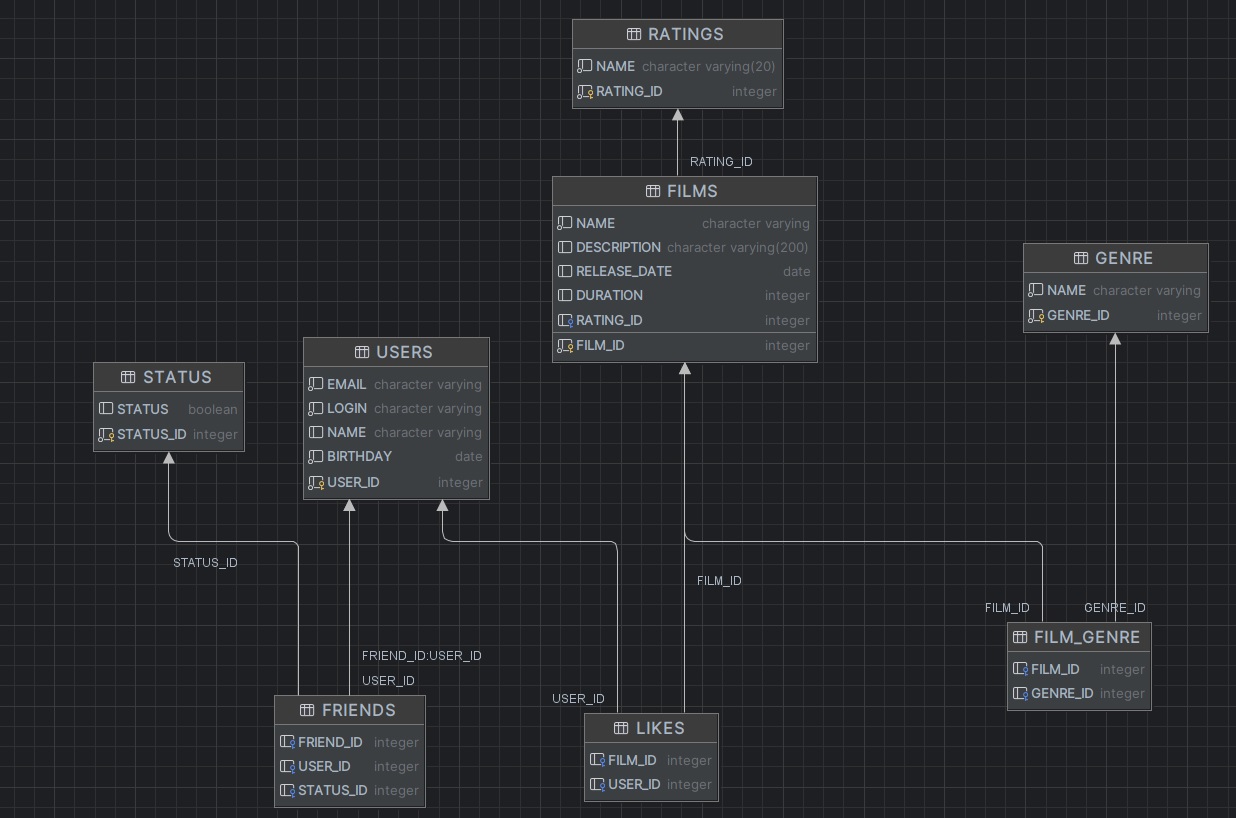 RATINGS
NAME character varying(20)
RATING_ID integer
RATING_ID
FILMS
NAME character varying
DESCRIPTION character varying(200)
RELEASE_DATE date
DURATION integer
RATING_ID integer
FILM_ID integer
GENRE
NAME character varying
GENRE_ID integer
USERS
EMAIL character varying
LOGIN character varying
NAME character varying
BIRTHDAY date
USER_ID integer
STATUS
STATUS boolean
STATUS_ID integer
STATUS_ID
FILM_ID
FILM_ID
GENRE_ID
FILM_GENRE
FILM_ID integer
GENRE_ID integer
FRIEND_ID:USER_ID
USER_ID
USER_ID
FRIENDS
FRIEND_ID integer
USER_ID integer
STATUS_ID integer
LIKES
FILM_ID integer
USER_ID integer